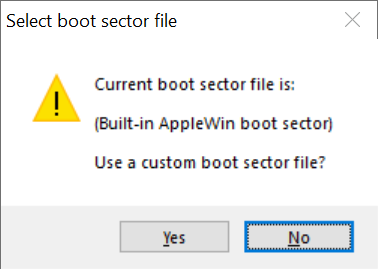 Select boot sector file
Current boot sector file is:
(Built-in AppleWin boot sector)
Use a custom boot sector file?
Yes
No